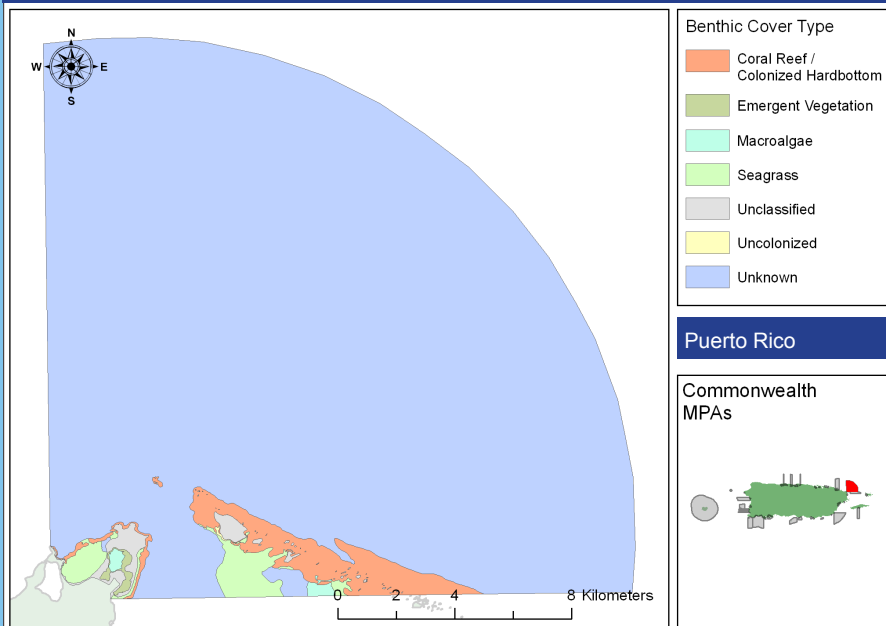 N
W E
S
Benthic Cover Type
Coral Reef /
Colonized Hardbottom
Emergent Vegetation
Macroalgae
Seagrass
Unclassified
Uncolonized
Unknown
Puerto Rico
Commonwealth
MPAs
0 2 4 8 Kilometers